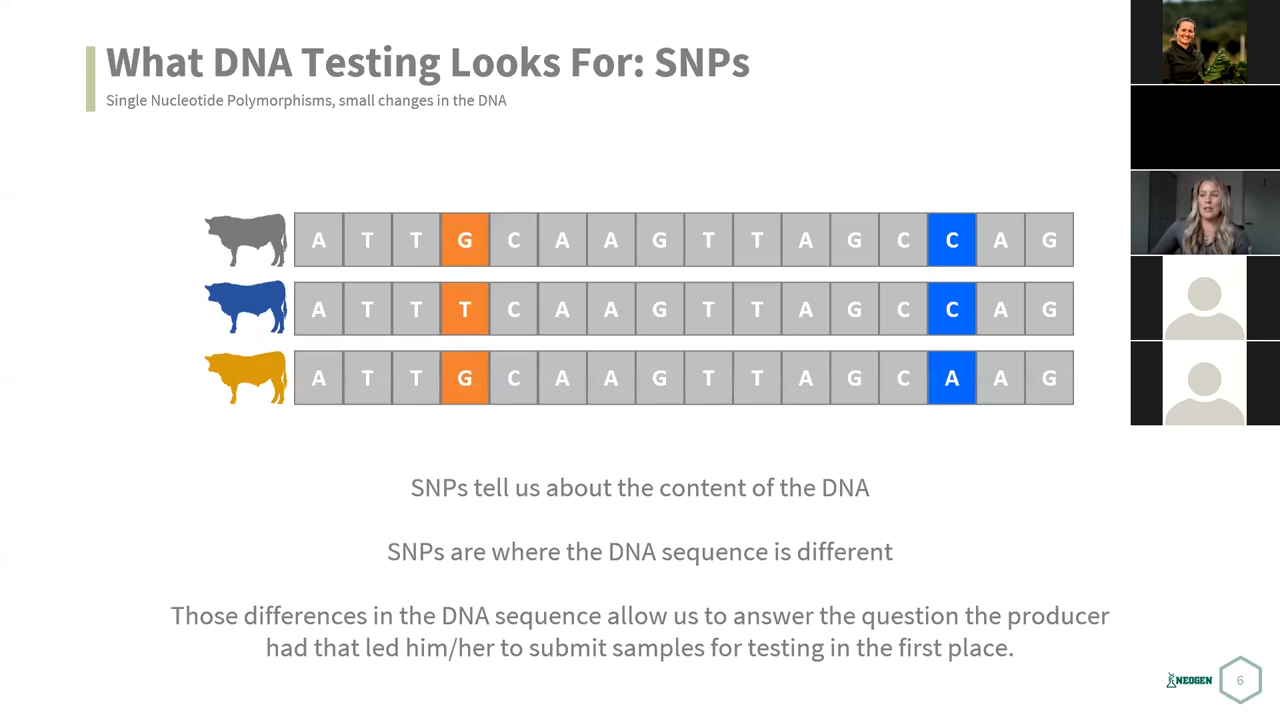 What DNA Testing Looks For: SNPs
Single Nucleotide Polymorphisms, small changes in the DNA
A T T G C A A G T T A G C C A G
A T T T C A A G T T A G C C A G
A T T G C A A G T T A G C A A G
SNPs tell us about the content of the DNA
SNPs are where the DNA sequence is different
Those differences in the DNA sequence allow us to answer the question the producer
had that led him/her to submit samples for testing in the first place.
NEOGEN
6